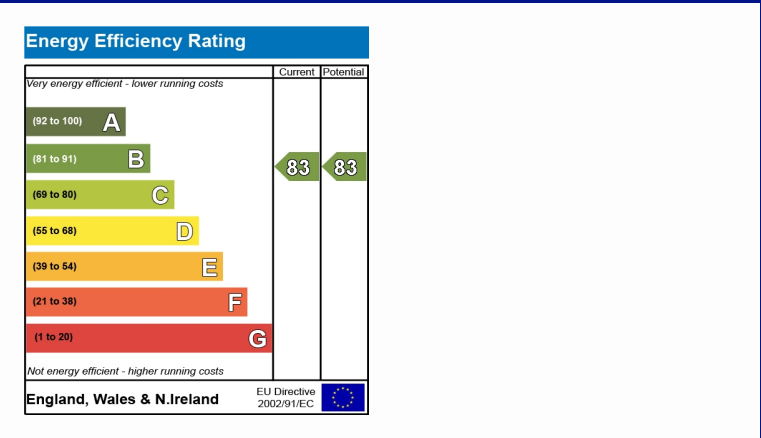 Energy Efficiency Rating
Current Potential
Very energy efficient - lower running costs
(92 to 100) A
(81 to 91) B
83 83
(69 to 80) C
(55 to 68) D
(39 to 54) E
(21 to 38) F
(1 to 20) G
Not energy efficient - higher running costs
England, Wales & N.Ireland
EU Directive
2002/91/EC